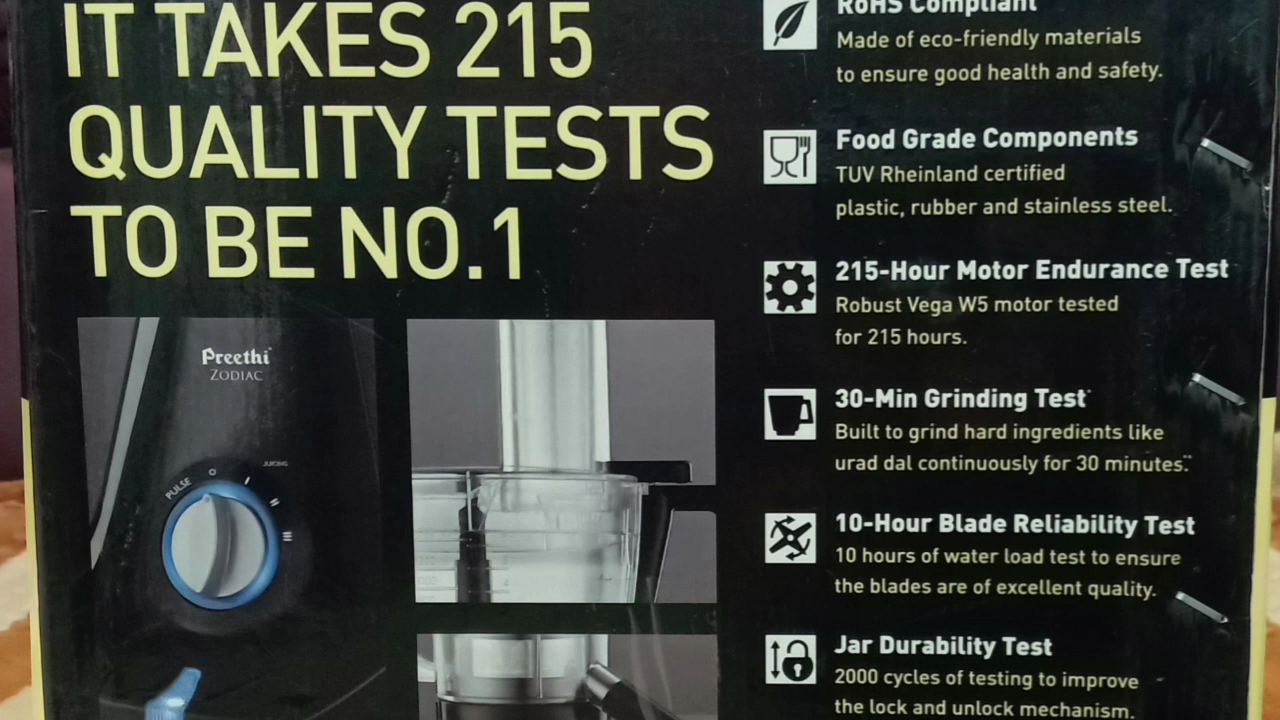 IT TAKES 215
QUALITY TESTS
TO BE NO.1
Preethi
ZODIAC
PULSE
O
I
II
III
JUICING
RoHS Compliant
Made of eco-friendly materials
to ensure good health and safety.
Food Grade Components
TUV Rheinland certified
plastic, rubber and stainless steel.
215-Hour Motor Endurance Test
Robust Vega W5 motor tested
for 215 hours.
30-Min Grinding Test*
Built to grind hard ingredients like
urad dal continuously for 30 minutes.**
10-Hour Blade Reliability Test
10 hours of water load test to ensure
the blades are of excellent quality.
Jar Durability Test
2000 cycles of testing to improve
the lock and unlock mechanism.